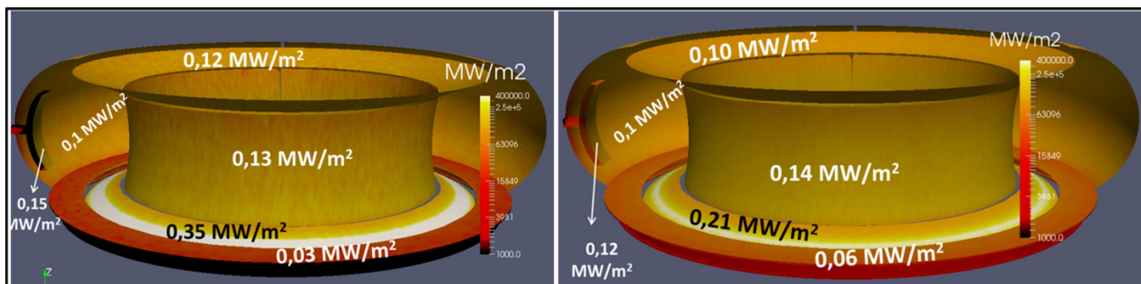 0,12 MW/m²
MW/m2
400000.0
2.5e+5
63096
15849
3981
1000.0
0,1 MW/m²
0,13 MW/m²
0,15
MW/m²
0,35 MW/m²
0,03 MW/m²
z
0,10 MW/m²
MW/m2
400000.0
2.5e+5
63096
15849
3981
1000.0
0,1 MW/m²
0,14 MW/m²
0,12
MW/m²
0,21 MW/m²
0,06 MW/m²